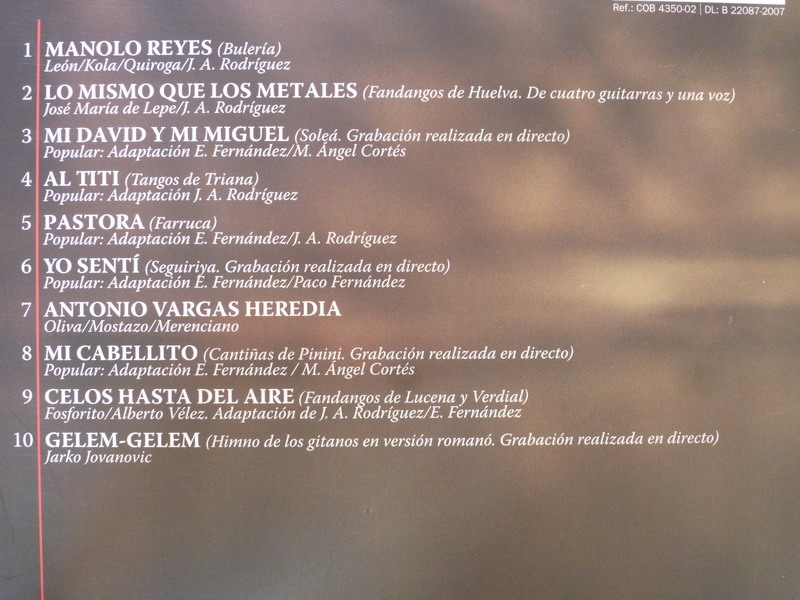 Ref.: COB 4350-02 | DL: B 22087-2007
1 MANOLO REYES (Bulería)
León/Kola/Quiroga/J. A. Rodríguez
2 LO MISMO QUE LOS METALES (Fandangos de Huelva. De cuatro guitarras y una voz)
José María de Lepe/J. A. Rodríguez
3 MI DAVID Y MI MIGUEL (Soleá. Grabación realizada en directo)
Popular: Adaptación E. Fernández/M. Ángel Cortés
4 AL TITI (Tangos de Triana)
Popular: Adaptación J. A. Rodríguez
5 PASTORA (Farruca)
Popular: Adaptación E. Fernández/J. A. Rodríguez
6 YO SENTÍ (Seguiriya. Grabación realizada en directo)
Popular: Adaptación E. Fernández/Paco Fernández
7 ANTONIO VARGAS HEREDIA
Oliva/Mostazo/Merenciano
8 MI CABELLITO (Cantiñas de Pinini. Grabación realizada en directo)
Popular: Adaptación E. Fernández / M. Ángel Cortés
9 CELOS HASTA DEL AIRE (Fandangos de Lucena y Verdial)
Fosforito/Alberto Vélez. Adaptación de J. A. Rodríguez/E. Fernández
10 GELEM-GELEM (Himno de los gitanos en versión romanó. Grabación realizada en directo)
Jarko Jovanovic